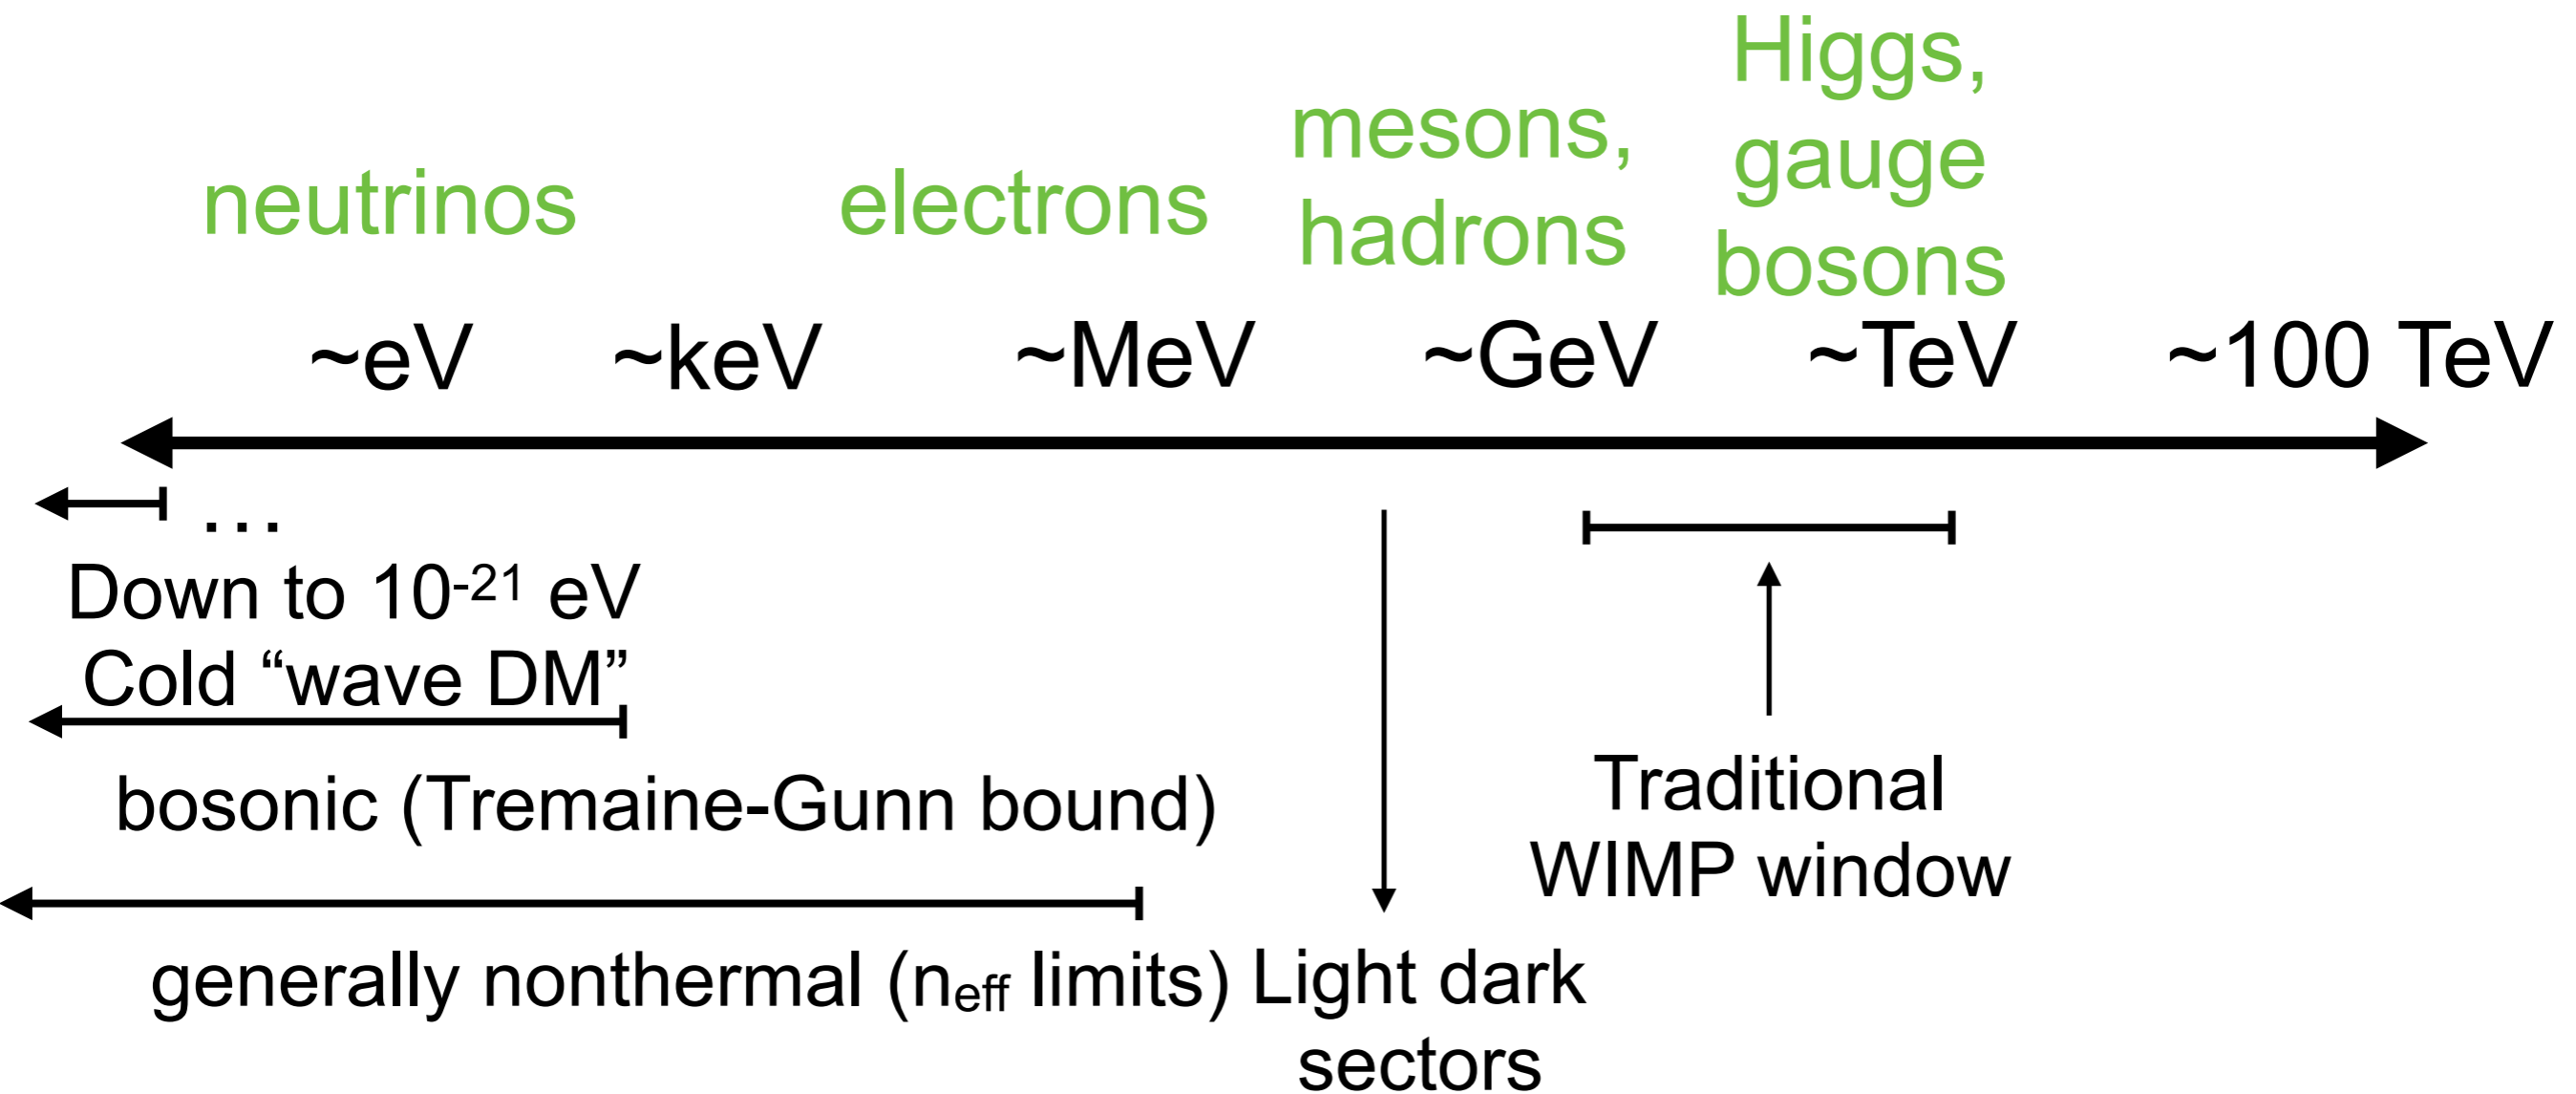 Higgs,
gauge
bosons
mesons,
hadrons
neutrinos
electrons
~eV ~keV ~MeV ~GeV ~TeV ~100 TeV
...
Down to 10⁻²¹ eV
Cold “wave DM”
bosonic (Tremaine-Gunn bound)
generally nonthermal (nₑff limits)
Light dark
sectors
Traditional
WIMP window